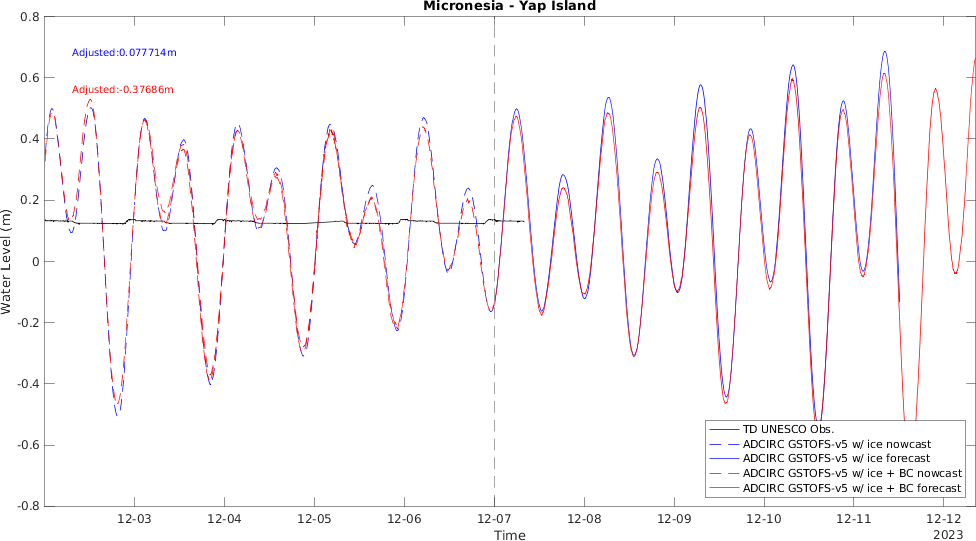 Micronesia - Yap Island
0.8
0.6
0.4
0.2
0
-0.2
-0.4
-0.6
-0.8
Water Level (m)
Adjusted:0.077714m
Adjusted:-0.37686m
TD UNESCO Obs.
ADCIRC GSTOFS-v5 w/ ice nowcast
ADCIRC GSTOFS-v5 w/ ice forecast
ADCIRC GSTOFS-v5 w/ ice + BC nowcast
ADCIRC GSTOFS-v5 w/ ice + BC forecast
12-03 12-04 12-05 12-06 12-07 12-08 12-09 12-10 12-11 12-12
2023
Time